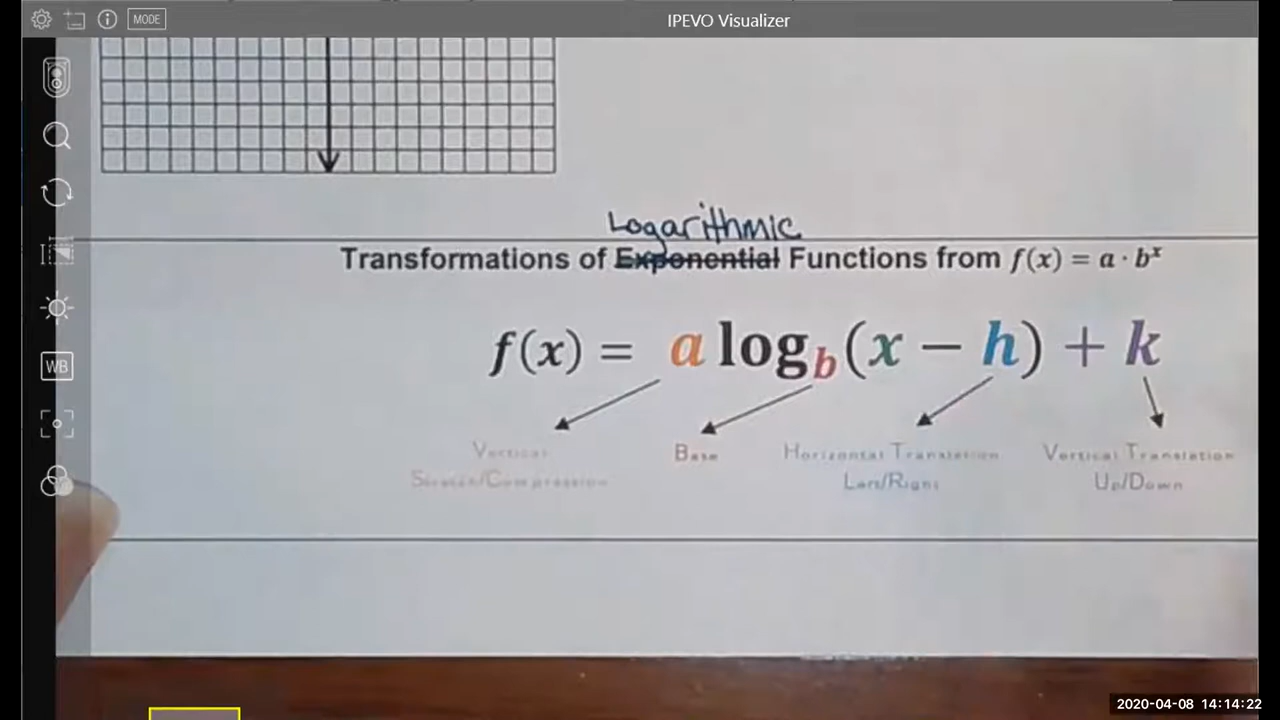 MODE
IPEVO Visualizer
WB
Logarithmic
Transformations of Exponential Functions from f(x) = a · bˣ
f(x) = a log_b(x − h) + k
Vertical
Stretch/Compression
Base
Horizontal Translation
Left/Right
Vertical Translation
Up/Down
2020-04-08 14:14:22